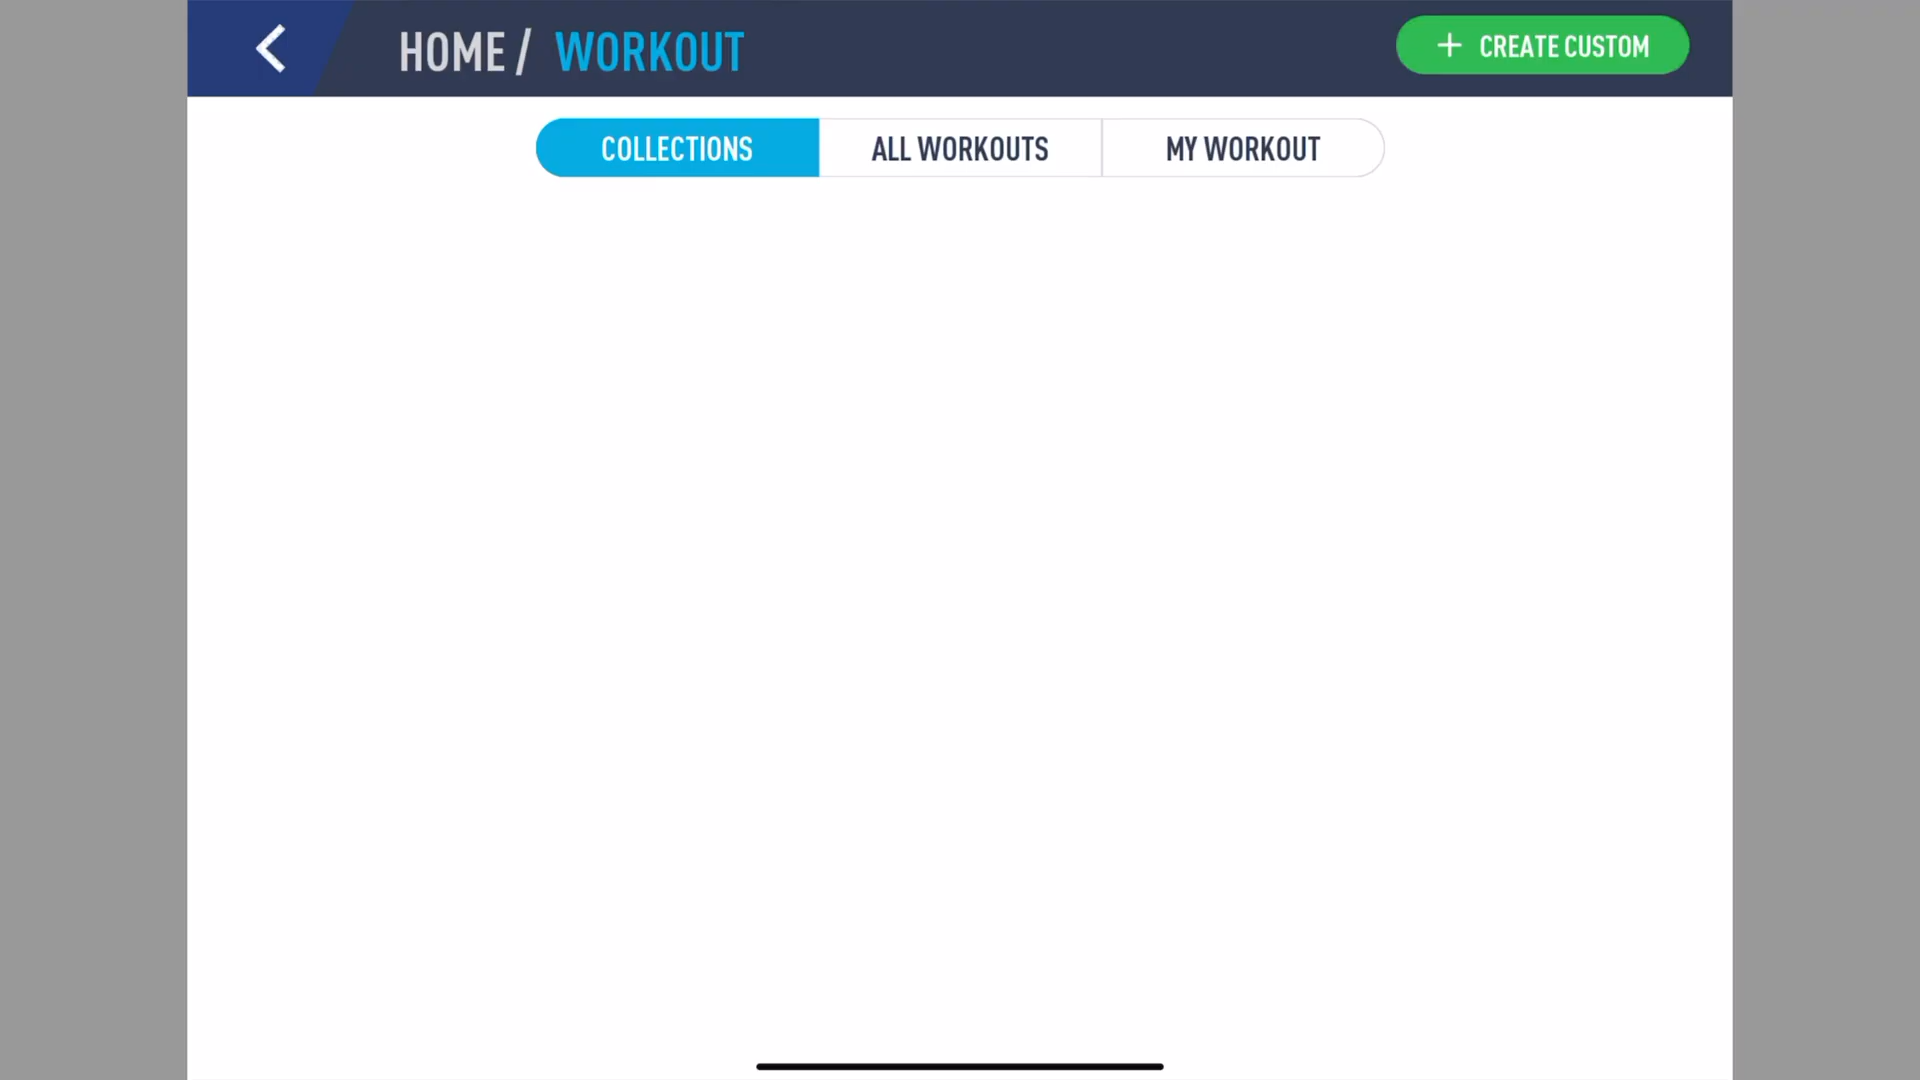 HOME / WORKOUT
+ CREATE CUSTOM
COLLECTIONS
ALL WORKOUTS
MY WORKOUT